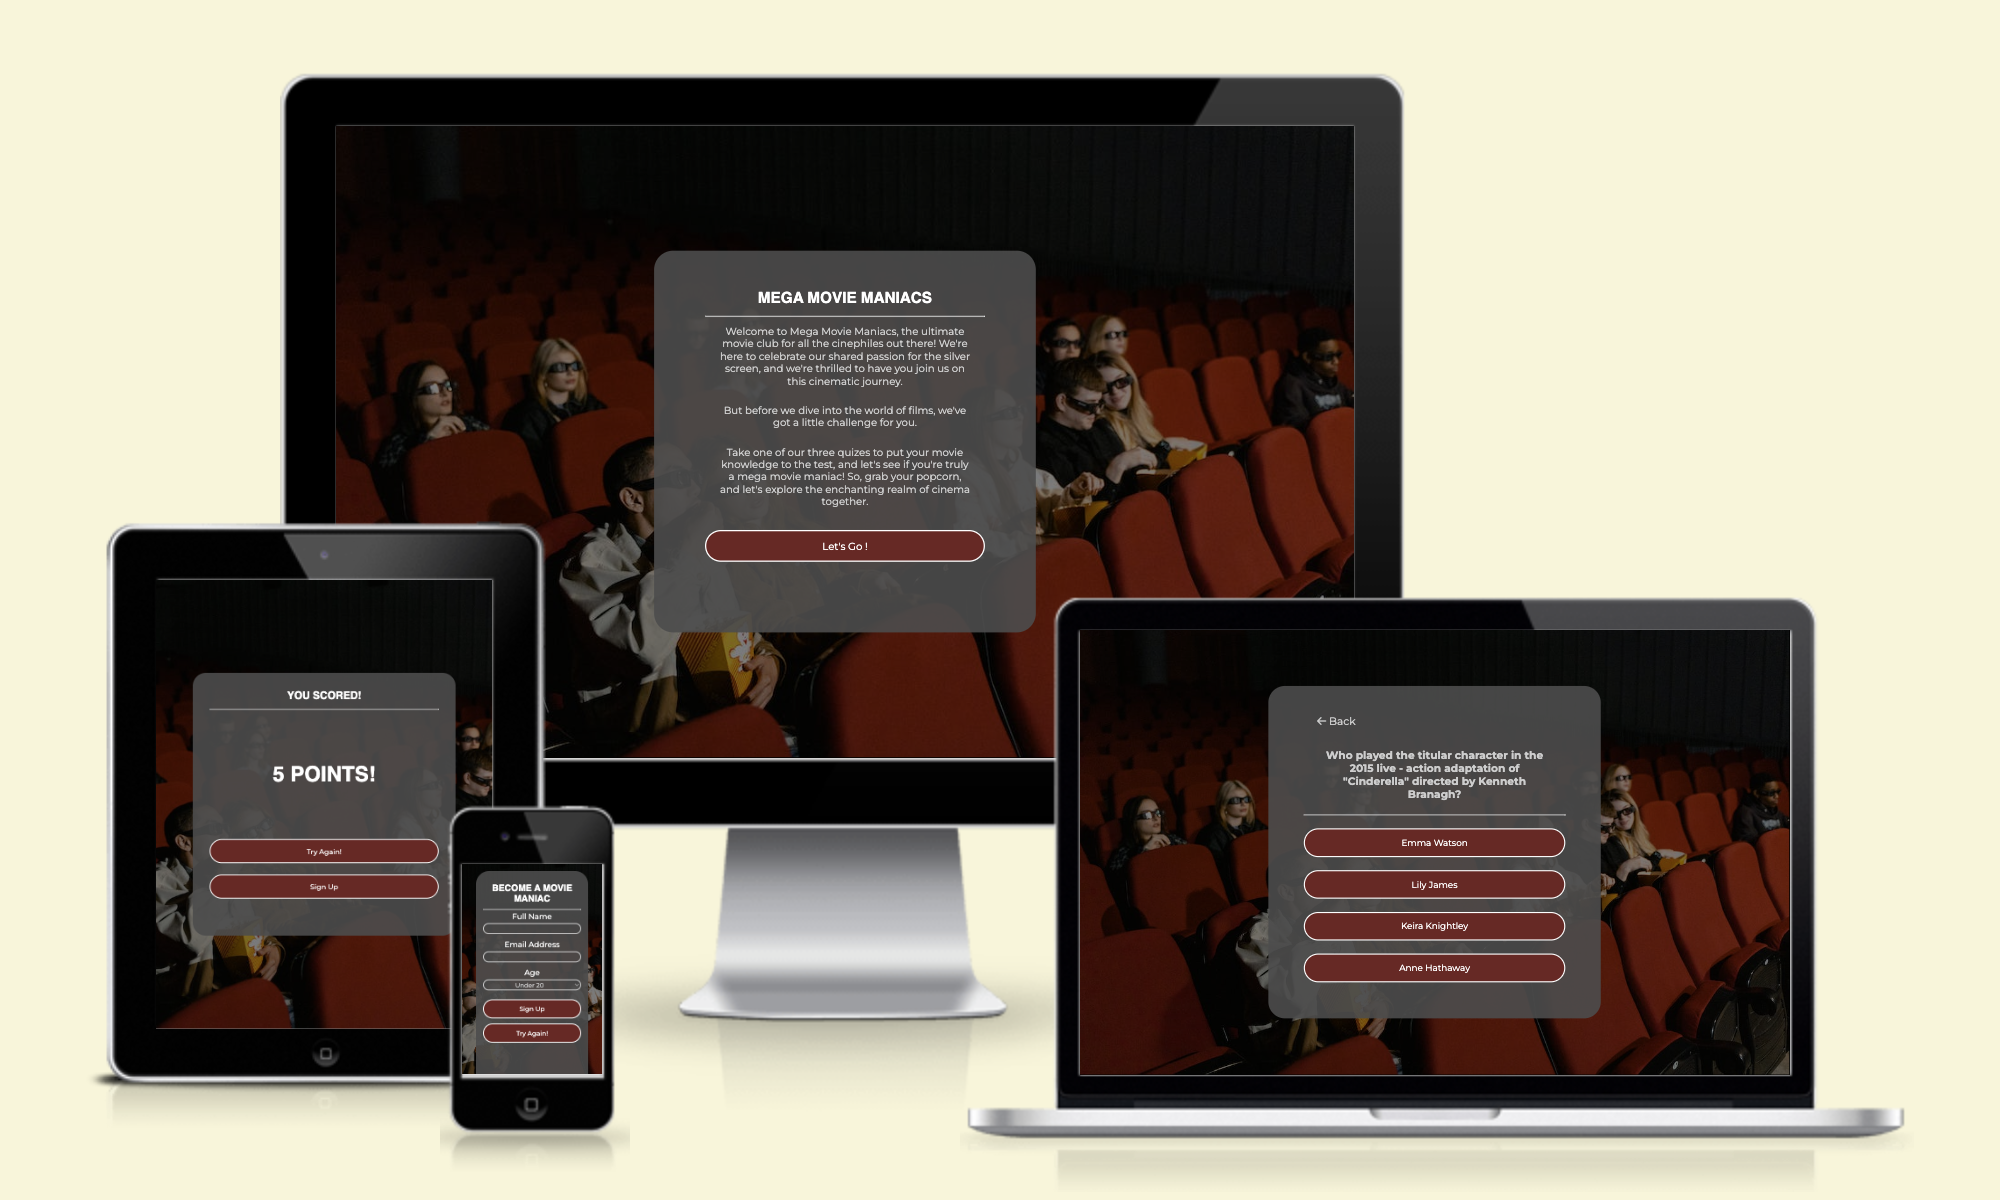 MEGA MOVIE MANIACS
Welcome to Mega Movie Maniacs, the ultimate
movie club for all the cinephiles out there! We're
here to celebrate our shared passion for the silver
screen, and we're thrilled to have you join us on
this cinematic journey.
But before we dive into the world of films, we've
got a little challenge for you.
Take one of our three quizes to put your movie
knowledge to the test, and let's see if you're truly
a mega movie maniac! So, grab your popcorn,
and let's explore the enchanting realm of cinema
together.
Let's Go !
YOU SCORED!
5 POINTS!
Try Again!
Sign Up
BECOME A MOVIE
MANIAC
Full Name
Email Address
Age
Under 20
Sign Up
Try Again!
← Back
Who played the titular character in the
2015 live - action adaptation of
"Cinderella" directed by Kenneth
Branagh?
Emma Watson
Lily James
Keira Knightley
Anne Hathaway